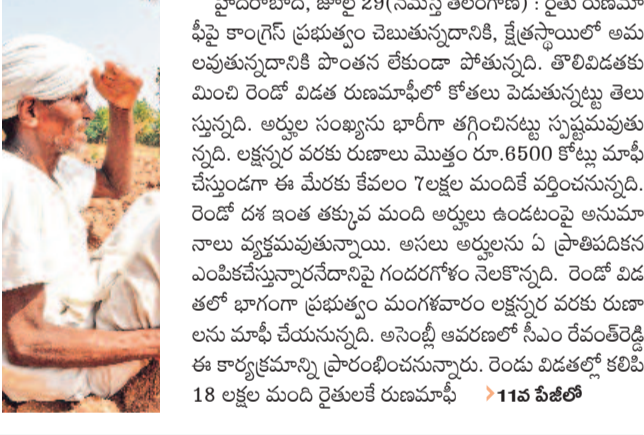 హైదరాబాద్, జూలై 29(నమస్తే తెలంగాణ) : రైతు రుణమా
ఫీపై కాంగ్రెస్ ప్రభుత్వం చెబుతున్నదానికి, క్షేత్రస్థాయిలో అమ
లవుతున్నదానికి పొంతన లేకుండా పోతున్నది. తొలివిడతకు
మించి రెండో విడత రుణమాఫీలో కోతలు పెడుతున్నట్టు తెలు
స్తున్నది. అర్హుల సంఖ్యను భారీగా తగ్గించినట్టు స్పష్టమవుతు
న్నది. లక్షన్నర వరకు రుణాలు మొత్తం రూ.6500 కోట్లు మాఫీ
చేస్తుండగా ఈ మేరకు కేవలం 7లక్షల మందికే వర్తించనున్నది.
రెండో దశ ఇంత తక్కువ మంది అర్హులు ఉండటంపై అనుమా
నాలు వ్యక్తమవుతున్నాయి. అసలు అర్హులను ఏ ప్రాతిపదికన
ఎంపికచేస్తున్నారనేదానిపై గందరగోళం నెలకొన్నది. రెండో విడ
తలో భాగంగా ప్రభుత్వం మంగళవారం లక్షన్నర వరకు రుణా
లను మాఫీ చేయనున్నది. అసెంబ్లీ ఆవరణలో సీఎం రేవంత్‌రెడ్డి
ఈ కార్యక్రమాన్ని ప్రారంభించనున్నారు. రెండు విడతల్లో కలిపి
18 లక్షల మంది రైతులకే రుణమాఫీ >11వ పేజీలో